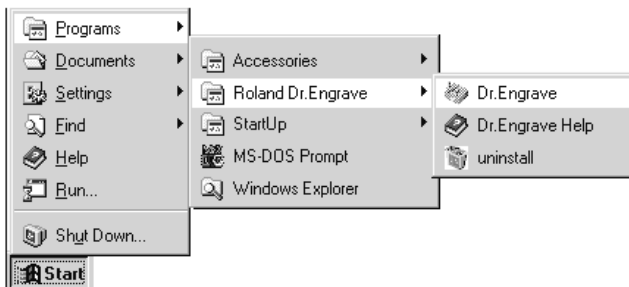 Programs
Documents
Settings
Find
Help
Run...
Shut Down...
Start
Accessories
Roland Dr.Engrave
StartUp
MS-DOS Prompt
Windows Explorer
Dr.Engrave
Dr.Engrave Help
uninstall